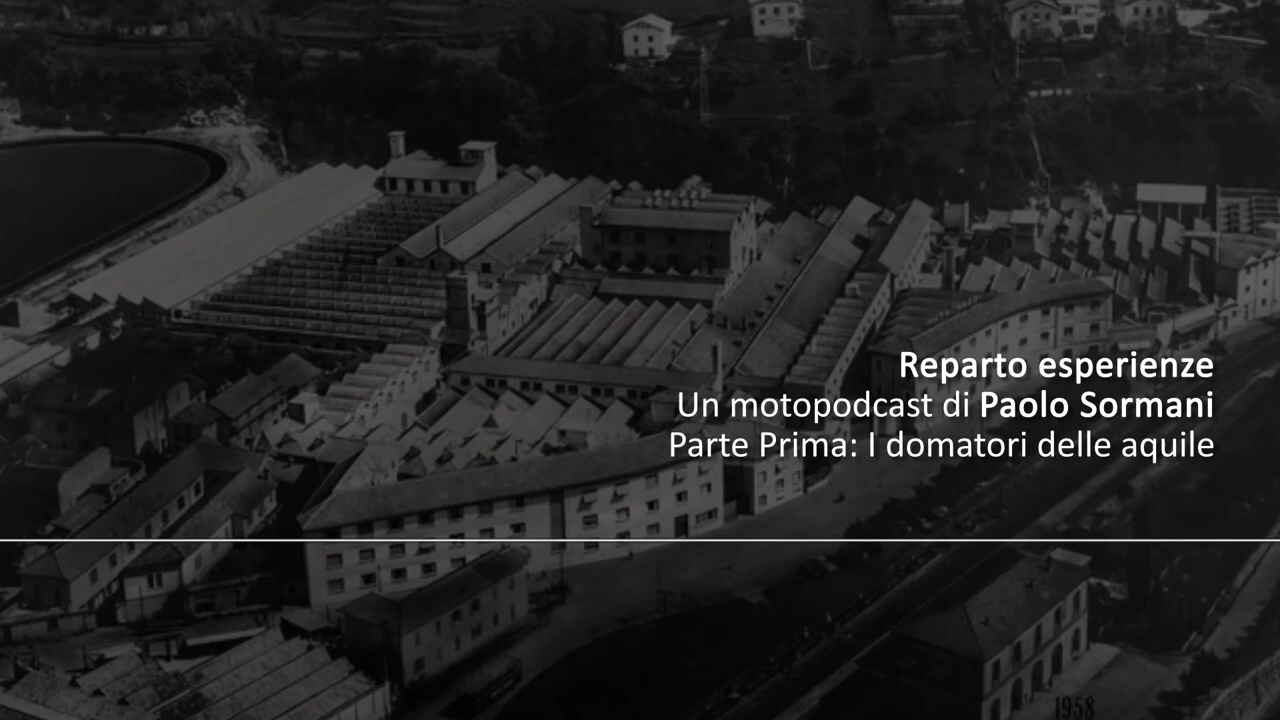 Reparto esperienze
Un motopodcast di Paolo Sormani
Parte Prima: I domatori delle aquile
1958